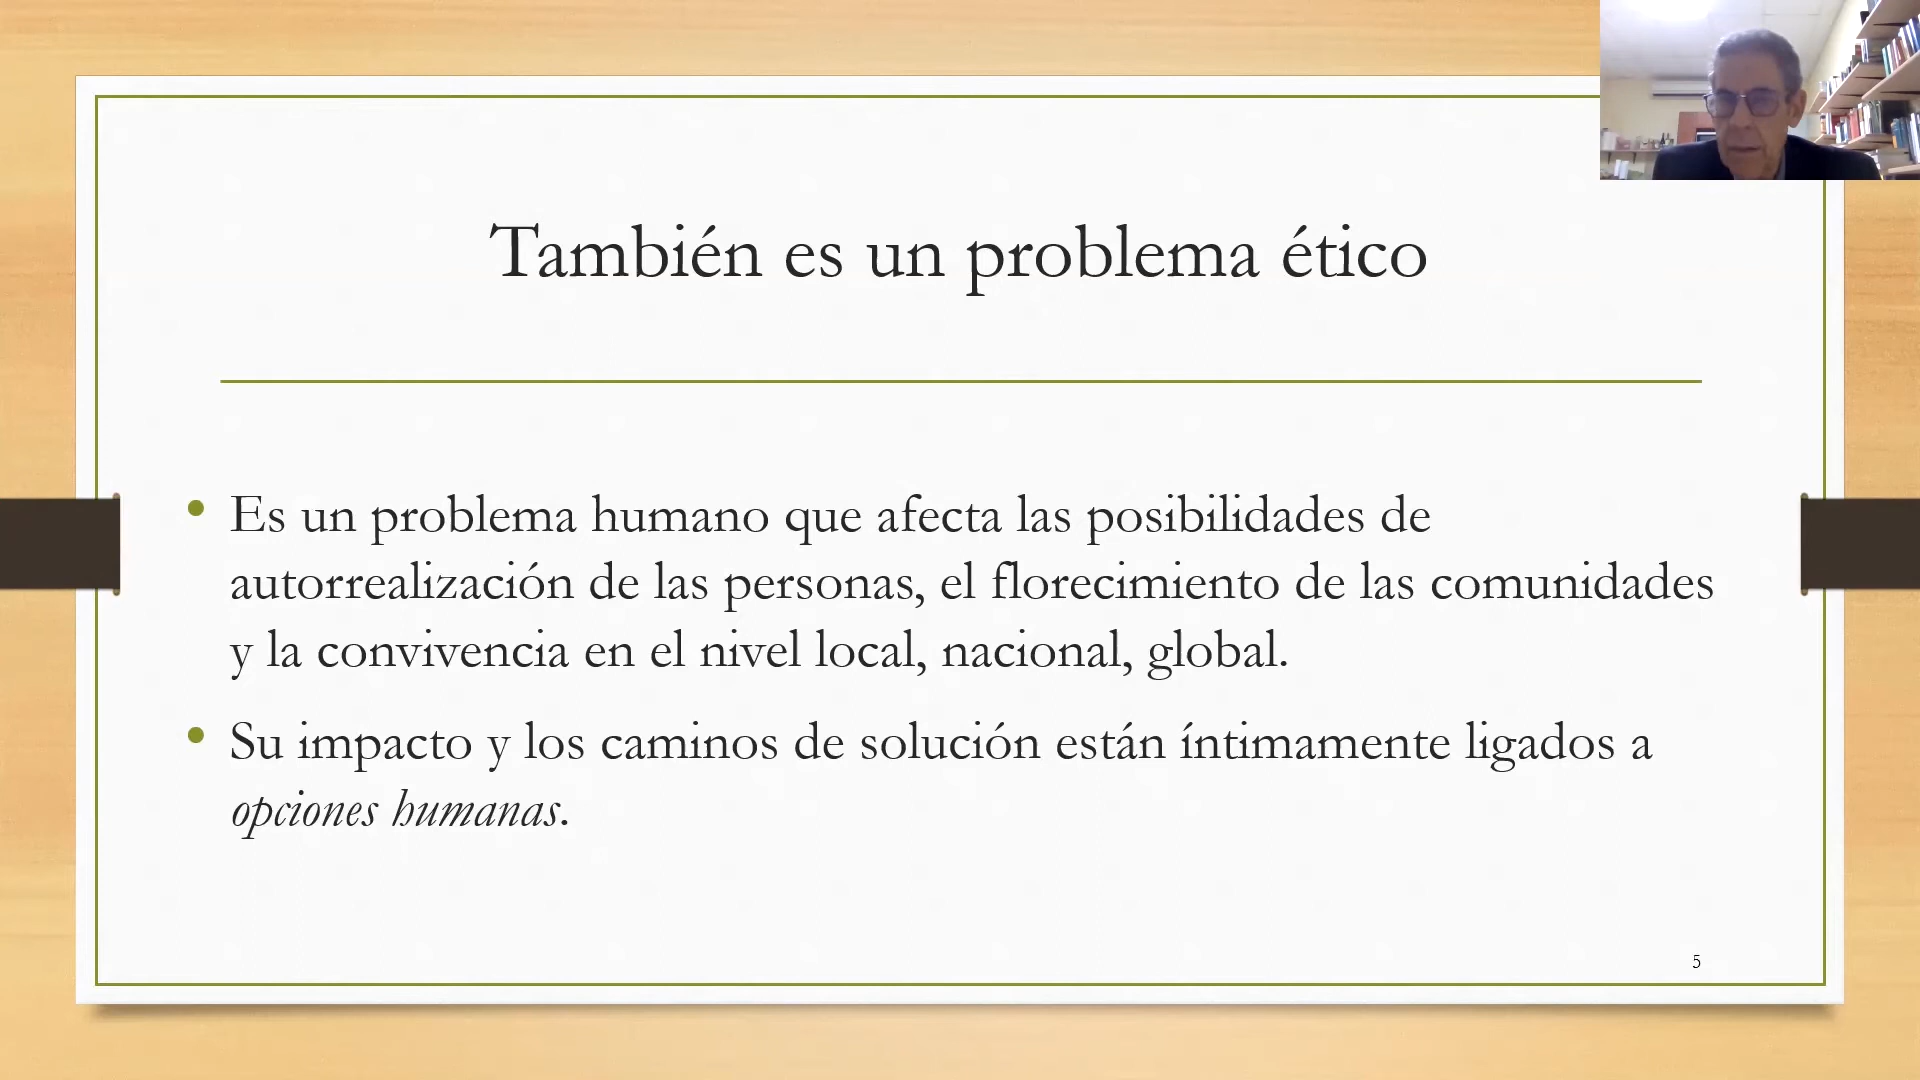 También es un problema ético
• Es un problema humano que afecta las posibilidades de
autorrealización de las personas, el florecimiento de las comunidades
y la convivencia en el nivel local, nacional, global.
• Su impacto y los caminos de solución están íntimamente ligados a
opciones humanas.
5